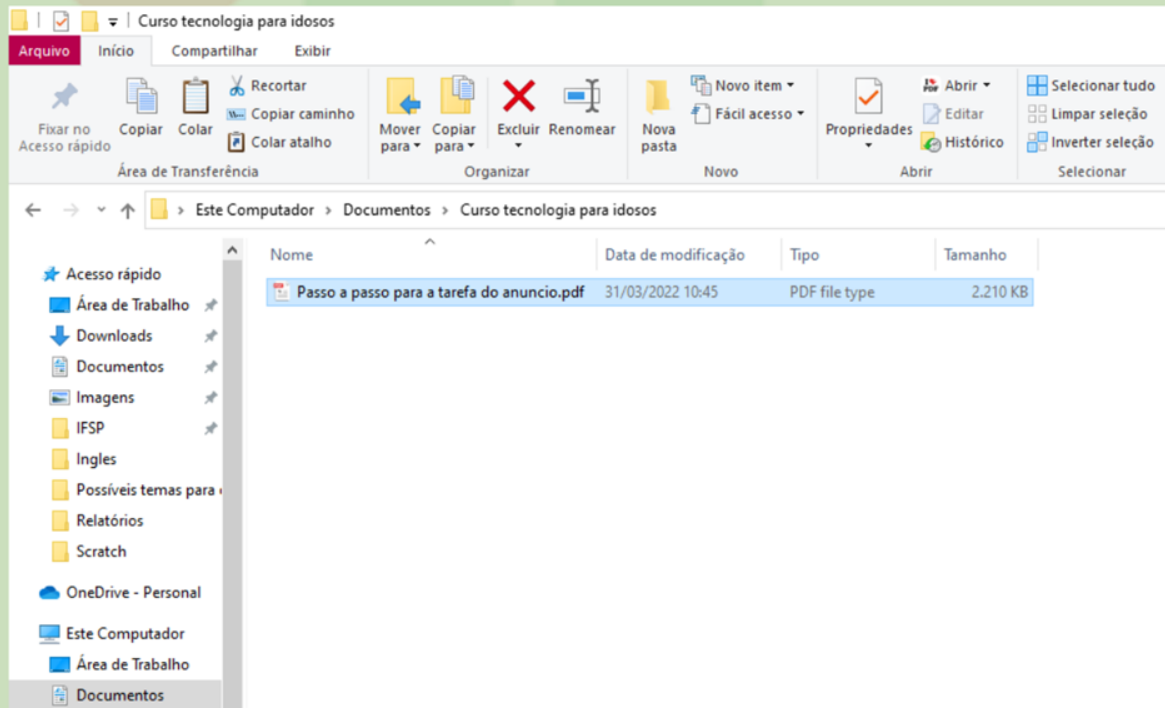 Curso tecnologia para idosos
Arquivo Início Compartilhar Exibir
Fixar no Acesso rápido
Copiar
Colar
Recortar
Copiar caminho
Colar atalho
Área de Transferência
Mover para
Copiar para
Excluir
Renomear
Organizar
Nova pasta
Novo item
Fácil acesso
Novo
Propriedades
Abrir
Editar
Histórico
Abrir
Selecionar tudo
Limpar seleção
Inverter seleção
Selecionar
Este Computador > Documentos > Curso tecnologia para idosos
Nome Data de modificação Tipo Tamanho
Passo a passo para a tarefa do anuncio.pdf 31/03/2022 10:45 PDF file type 2.210 KB
Acesso rápido
Área de Trabalho
Downloads
Documentos
Imagens
IFSP
Ingles
Possíveis temas para
Relatórios
Scratch
OneDrive - Personal
Este Computador
Área de Trabalho
Documentos